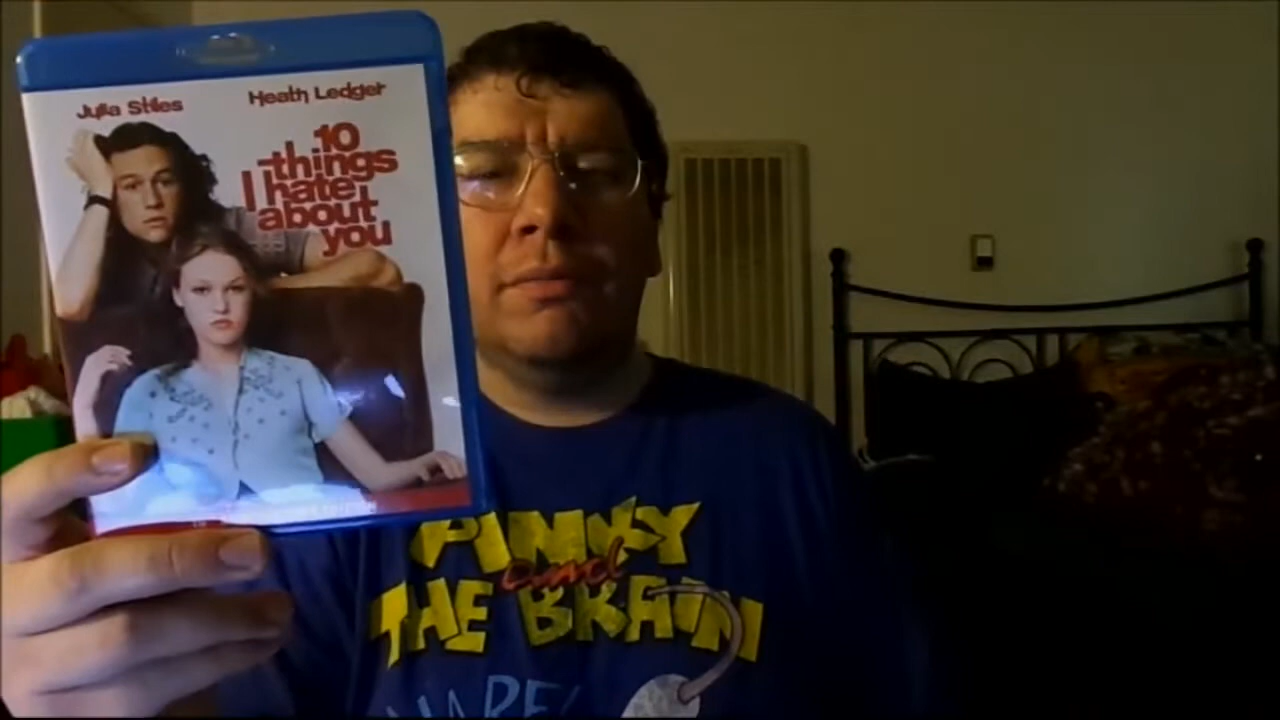 Julia Stiles
Heath Ledger
10
things
I hate
about
you
PINKY
and
THE BRAIN